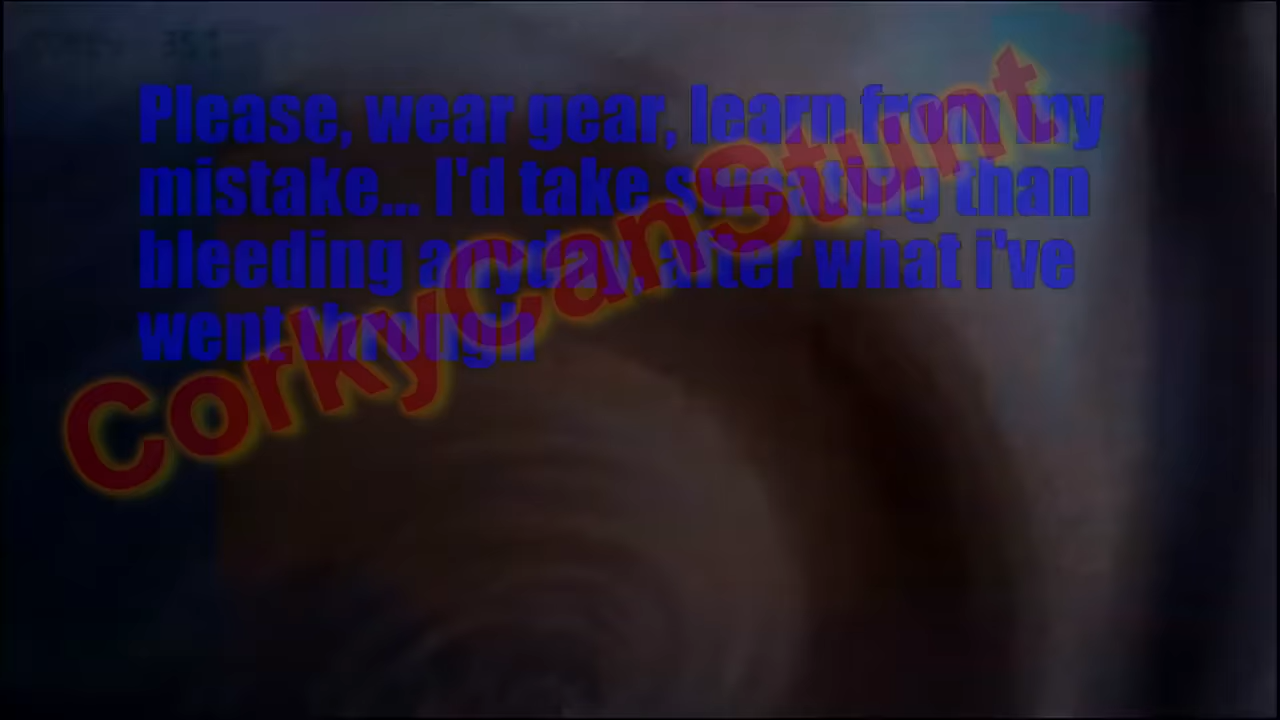 Please, wear gear, learn from my
mistake... I'd take sweating than
bleeding anyday, after what i've
went through
CorkyCanStunt